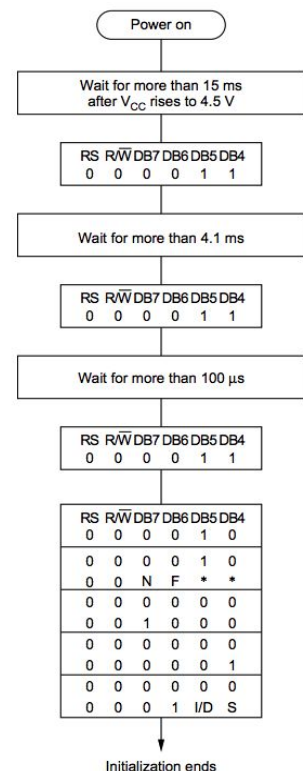 Power on
Wait for more than 15 ms
after VCC rises to 4.5 V
RS R/W̅ DB7 DB6 DB5 DB4
0 0 0 0 1 1
Wait for more than 4.1 ms
RS R/W̅ DB7 DB6 DB5 DB4
0 0 0 0 1 1
Wait for more than 100 µs
RS R/W̅ DB7 DB6 DB5 DB4
0 0 0 0 1 1
RS R/W̅ DB7 DB6 DB5 DB4
0 0 0 0 1 0
0 0 0 0 1 0
0 0 N F * *
0 0 0 0 0 0
0 0 1 0 0 0
0 0 0 0 0 0
0 0 0 0 0 1
0 0 0 0 0 0
0 0 0 1 I/D S
Initialization ends